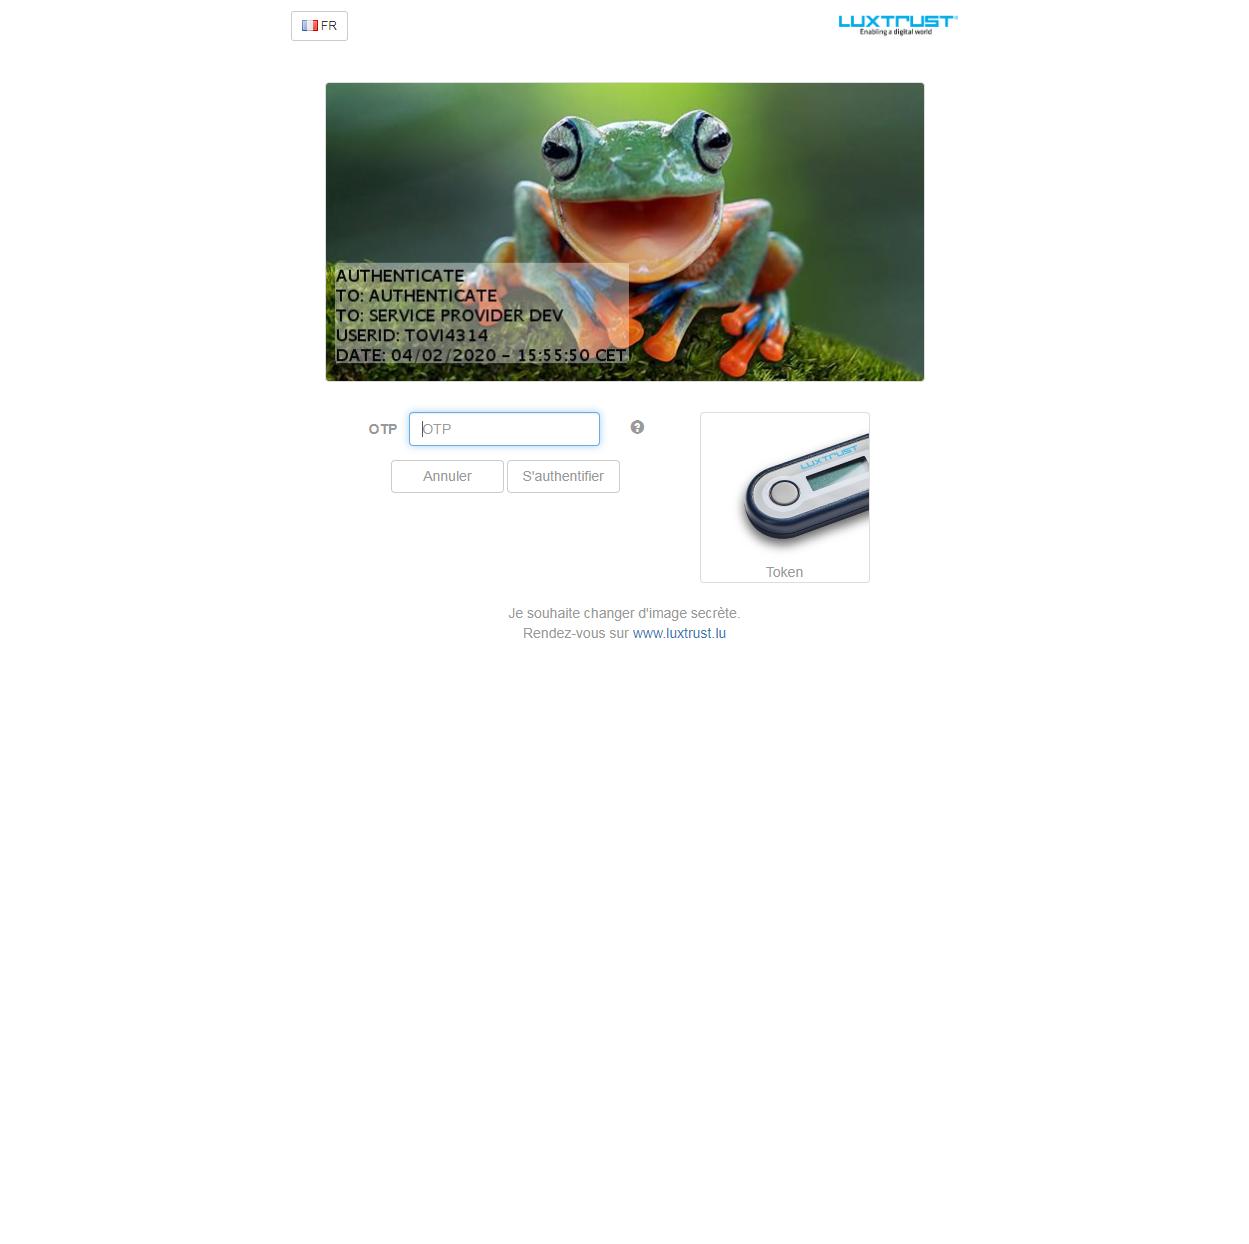 FR
LUXTRUST
Enabling a digital world
AUTHENTICATE
TO: AUTHENTICATE
TO: SERVICE PROVIDER DEV
USERID: TOVI4314
DATE: 04/02/2020 - 15:55:50 CET
OTP OTP
Annuler S'authentifier
LUXTRUST
Token
Je souhaite changer d'image secrète.
Rendez-vous sur www.luxtrust.lu